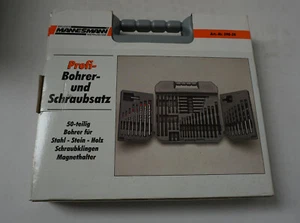 MANNESMANN
Profi-
Bohrer-
und
Schraubsatz
50-teilig
Bohrer für
Stahl - Stein - Holz
Schraubklingen
Magnethalter